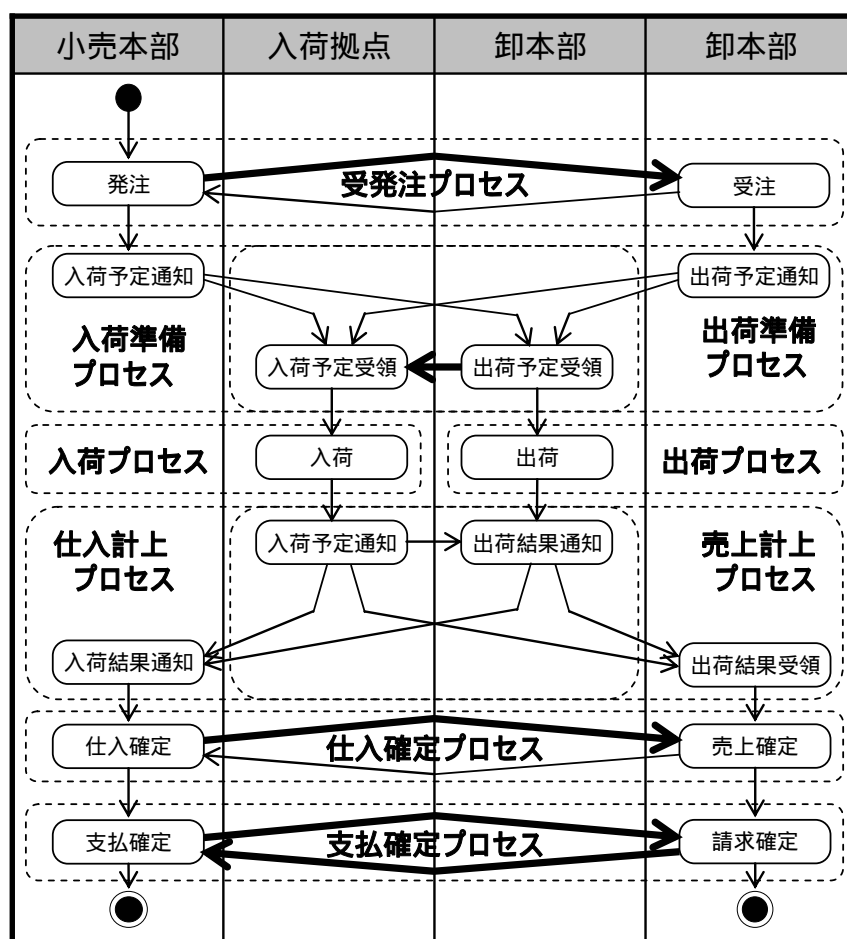 小売本部
入荷拠点
卸本部
卸本部
発注
受発注プロセス
受注
入荷予定通知
出荷予定通知
入荷準備
プロセス
出荷準備
プロセス
入荷予定受領
出荷予定受領
入荷プロセス
入荷
出荷
出荷プロセス
仕入計上
プロセス
入荷予定通知
出荷結果通知
売上計上
プロセス
入荷結果通知
出荷結果受領
仕入確定
仕入確定プロセス
売上確定
支払確定
支払確定プロセス
請求確定